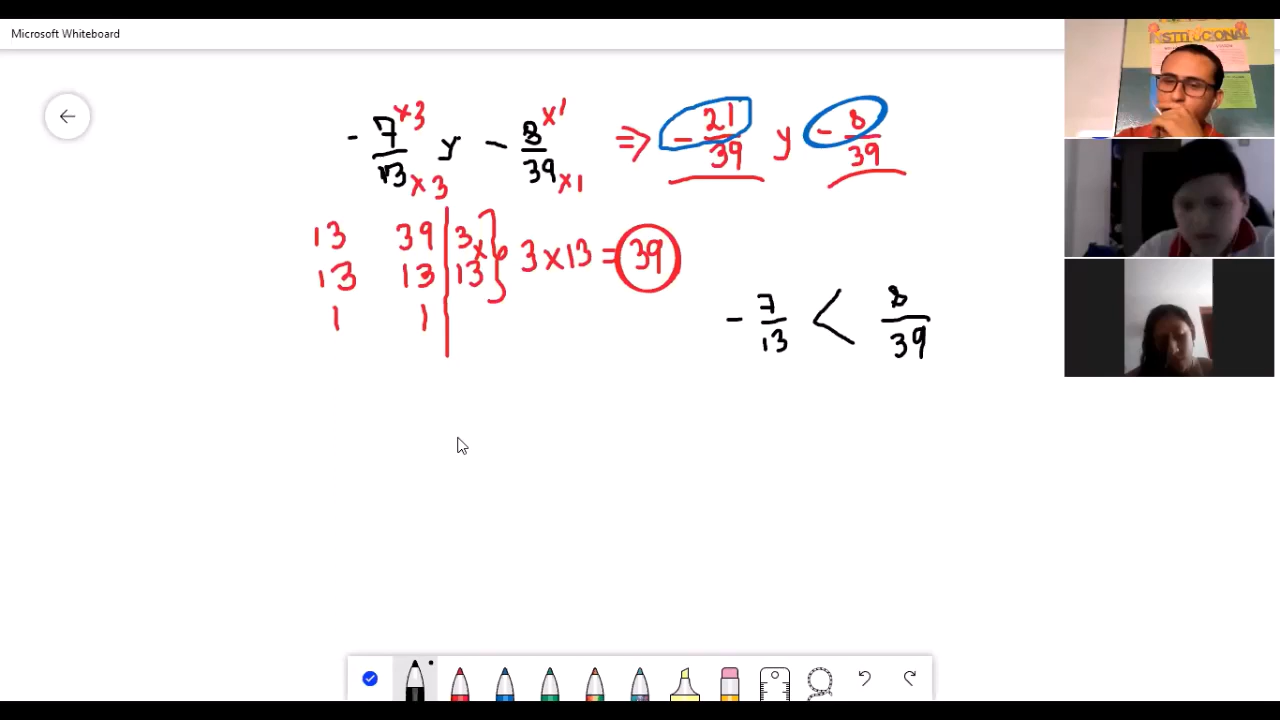 Microsoft Whiteboard
INSTITUCIONAL
- 7/13 ×3 ×3 y - 8/39 ×1 ×1 => - 21/39 y - 8/39
13 39 | 3
13 13 | 13 } 3 × 13 = 39
1 1 |
- 7/13 < 8/39